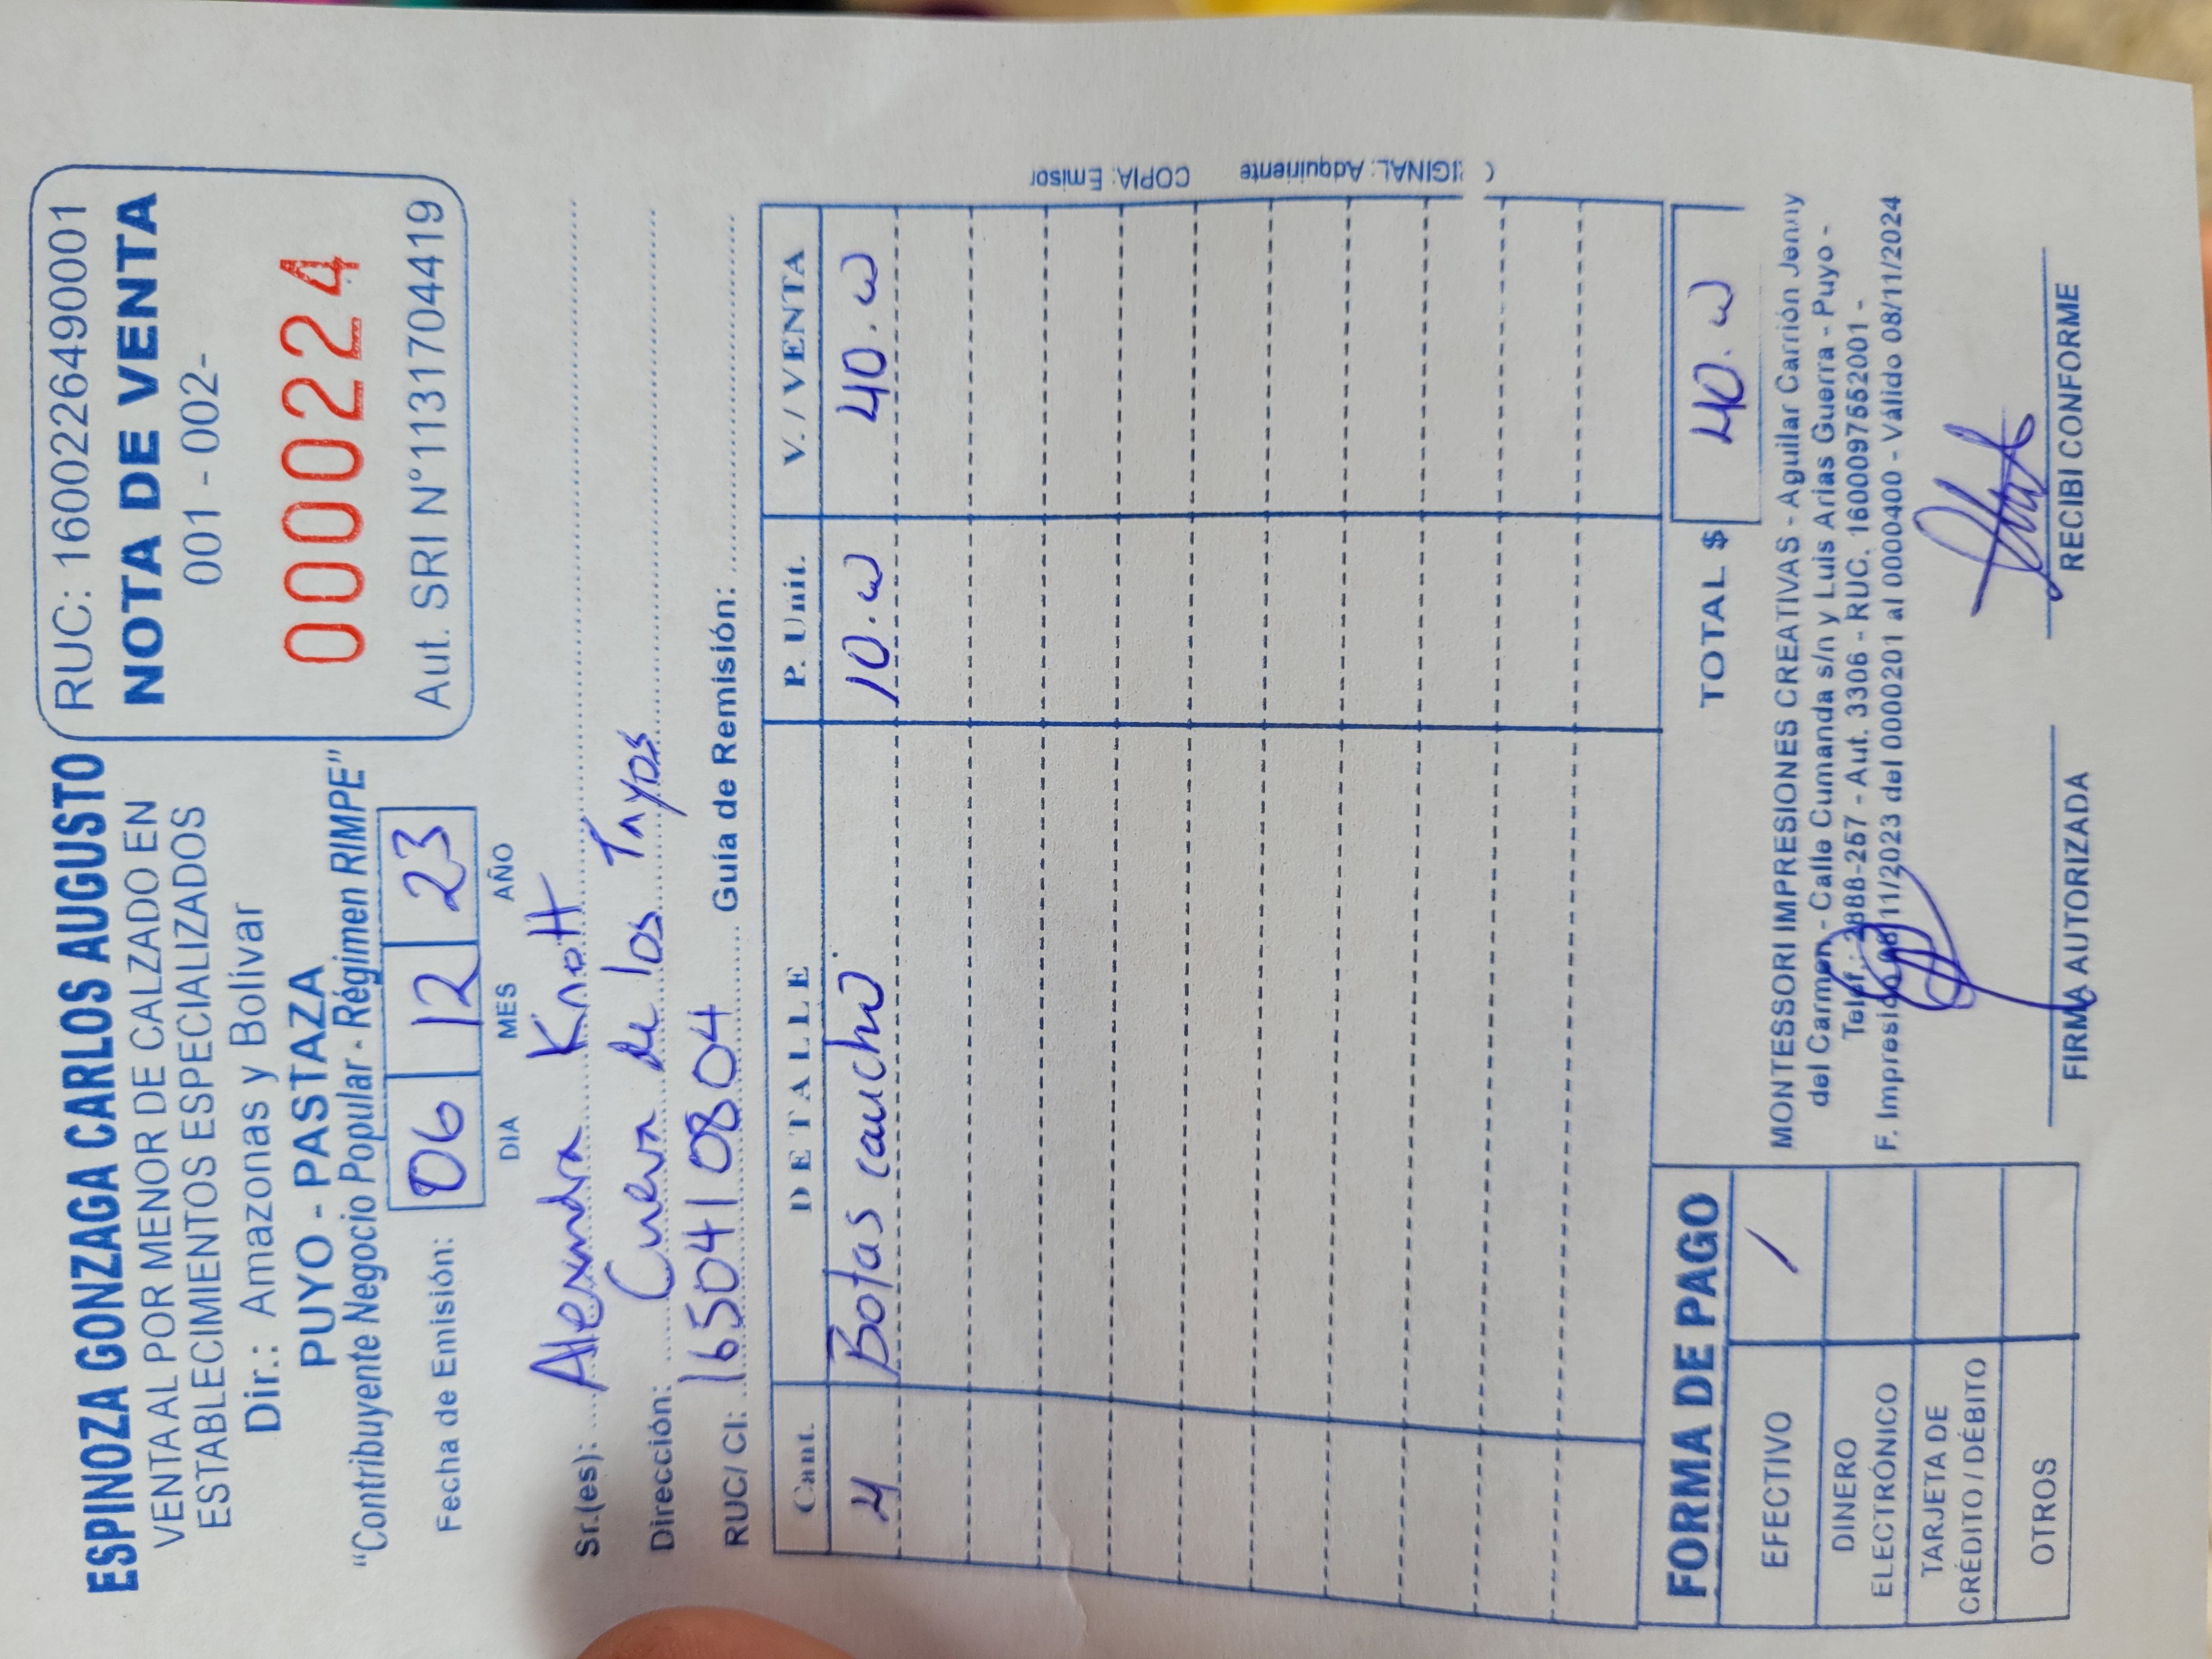 ESPINOZA GONZAGA CARLOS AUGUSTO
VENTA AL POR MENOR DE CALZADO EN
ESTABLECIMIENTOS ESPECIALIZADOS
Dir.: Amazonas y Bolívar
PUYO - PASTAZA
"Contribuyente Negocio Popular - Régimen RIMPE"
RUC: 1600226490001
NOTA DE VENTA
001 - 002-
000224
Aut. SRI N°1131704419
Fecha de Emisión: 06 12 23
DIA MES AÑO
Sr.(es): Alexandra Knott
Dirección: Cueva de los Tayos
RUC/ CI: 1650410804 Guía de Remisión:
Cant. DETALLE P. Unit. V. / VENTA
4 Botas caucho 10.00 40.00
TOTAL $ 40.00
ORIGINAL: Adquiriente COPIA: Emisor
FORMA DE PAGO
EFECTIVO /
DINERO
ELECTRÓNICO
TARJETA DE
CRÉDITO / DÉBITO
OTROS
MONTESSORI IMPRESIONES CREATIVAS - Aguilar Carrión Jenny
del Carmen - Calle Cumanda s/n y Luis Arias Guerra - Puyo -
Telef.: 2888-257 - Aut. 3306 - RUC. 1600097552001 -
F. Impresión 08/11/2023 del 0000201 al 0000400 - Válido 08/11/2024
FIRMA AUTORIZADA
RECIBI CONFORME